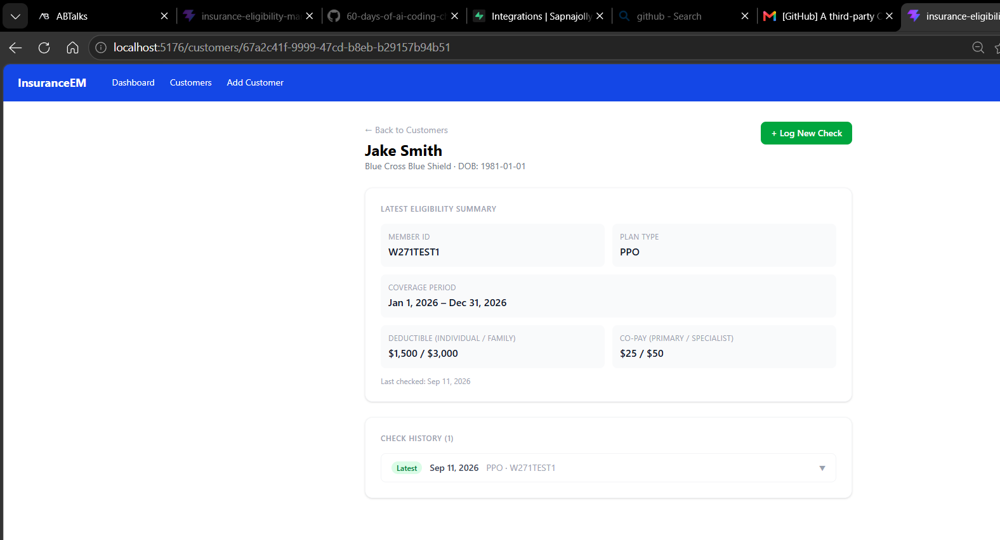 ABTalks
insurance-eligibility-ma
60-days-of-ai-coding-c
Integrations | Sapnajolly
github - Search
[GitHub] A third-party
insurance-eligibili
localhost:5176/customers/67a2c41f-9999-47cd-b8eb-b29157b94b51
InsuranceEM
Dashboard
Customers
Add Customer
← Back to Customers
+ Log New Check
Jake Smith
Blue Cross Blue Shield · DOB: 1981-01-01
LATEST ELIGIBILITY SUMMARY
MEMBER ID
W271TEST1
PLAN TYPE
PPO
COVERAGE PERIOD
Jan 1, 2026 – Dec 31, 2026
DEDUCTIBLE (INDIVIDUAL / FAMILY)
$1,500 / $3,000
CO-PAY (PRIMARY / SPECIALIST)
$25 / $50
Last checked: Sep 11, 2026
CHECK HISTORY (1)
Latest Sep 11, 2026 PPO · W271TEST1